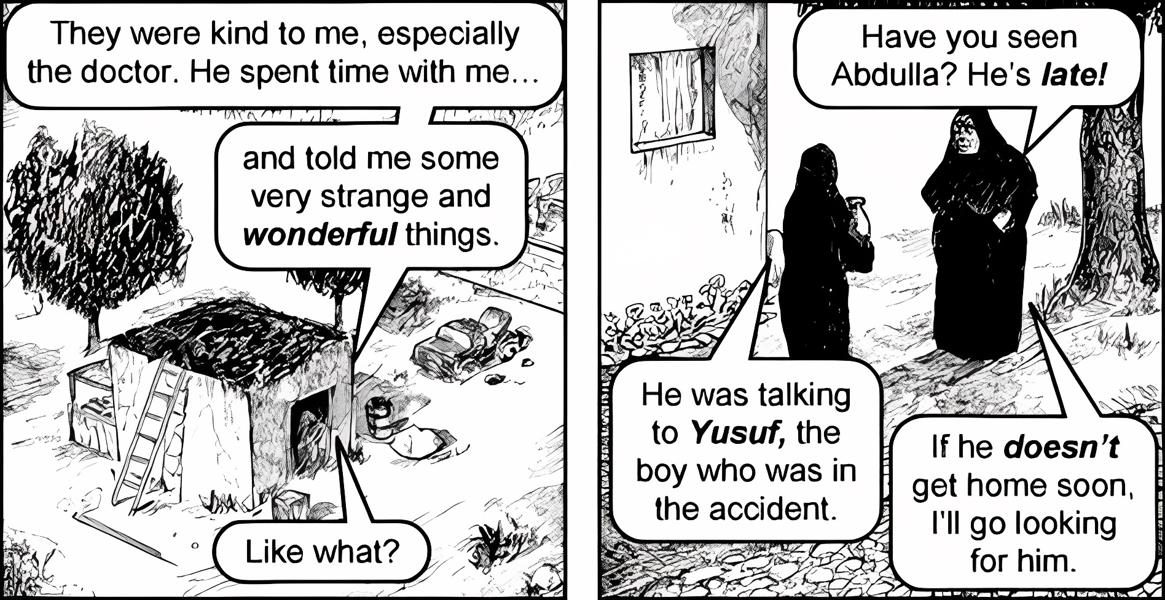 They were kind to me, especially
the doctor. He spent time with me...
and told me some
very strange and
wonderful things.
Like what?
Have you seen
Abdulla? He's late!
He was talking
to Yusuf, the
boy who was in
the accident.
If he doesn't
get home soon,
I'll go looking
for him.